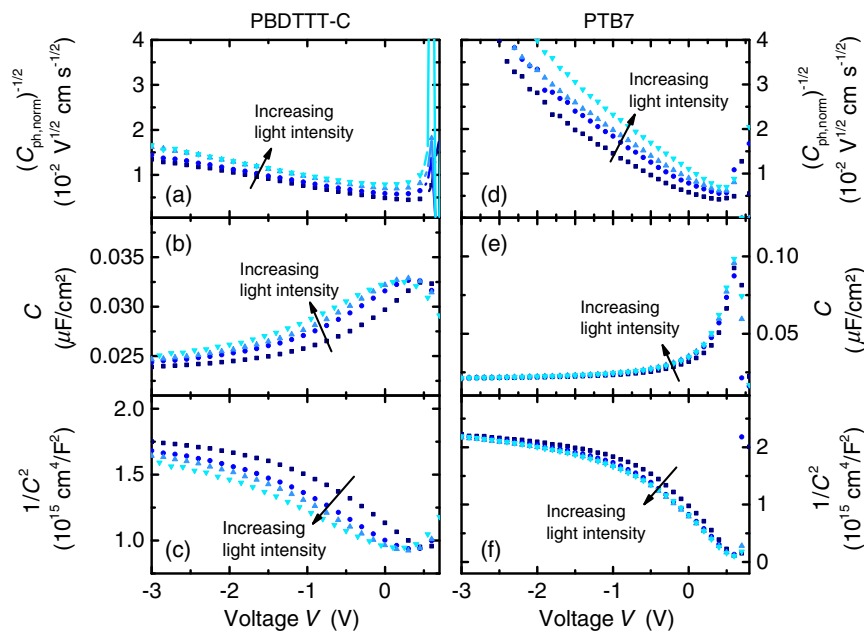 PBDTTT-C
PTB7
(C_ph,norm)^-1/2
(10^-2 V^1/2 cm s^-1/2)
4
3
2
1
Increasing
light intensity
(a)
Increasing
light intensity
(d)
4
3
2
1
(C_ph,norm)^-1/2
(10^-2 V^1/2 cm s^-1/2)
C
(μF/cm²)
0.035
0.030
0.025
(b)
Increasing
light intensity
(e)
Increasing
light intensity
0.10
0.05
C
(μF/cm²)
1/C²
(10^15 cm^4/F²)
2.0
1.5
1.0
Increasing
light intensity
(c)
Increasing
light intensity
(f)
2
1
0
1/C²
(10^15 cm^4/F²)
-3 -2 -1 0
-3 -2 -1 0
Voltage V (V)
Voltage V (V)